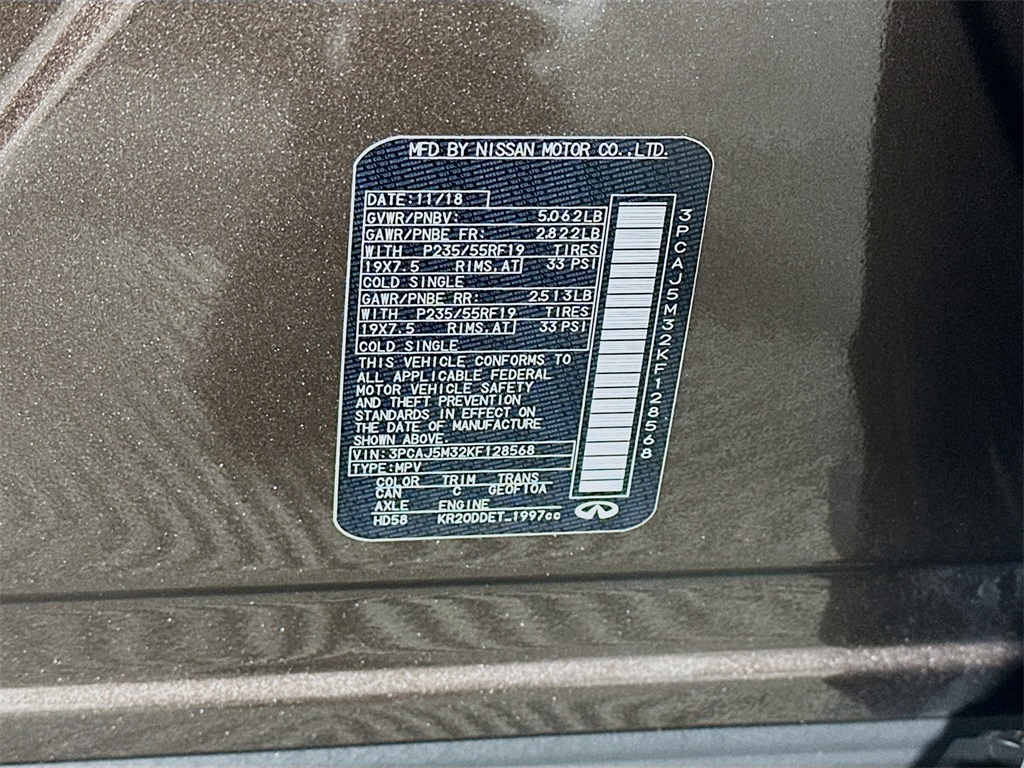 MFD BY NISSAN MOTOR CO.,LTD.
DATE:11/18
GVWR/PNBV: 5.062LB
GAWR/PNBE FR: 2.822LB
WITH P235/55RF19 TIRES
19X7.5 RIMS.AT 33 PSI
COLD SINGLE
GAWR/PNBE RR: 2.513LB
WITH P235/55RF19 TIRES
19X7.5 RIMS.AT 33 PSI
COLD SINGLE
THIS VEHICLE CONFORMS TO
ALL APPLICABLE FEDERAL
MOTOR VEHICLE SAFETY
AND THEFT PREVENTION
STANDARDS IN EFFECT ON
THE DATE OF MANUFACTURE
SHOWN ABOVE.
VIN:3PCAJ5M32KF128568
TYPE:MPV
COLOR TRIM TRANS
CAN C GE0F10A
AXLE ENGINE
HD58 KR20DDET_1997cc
3PCAJ5M32KF128568